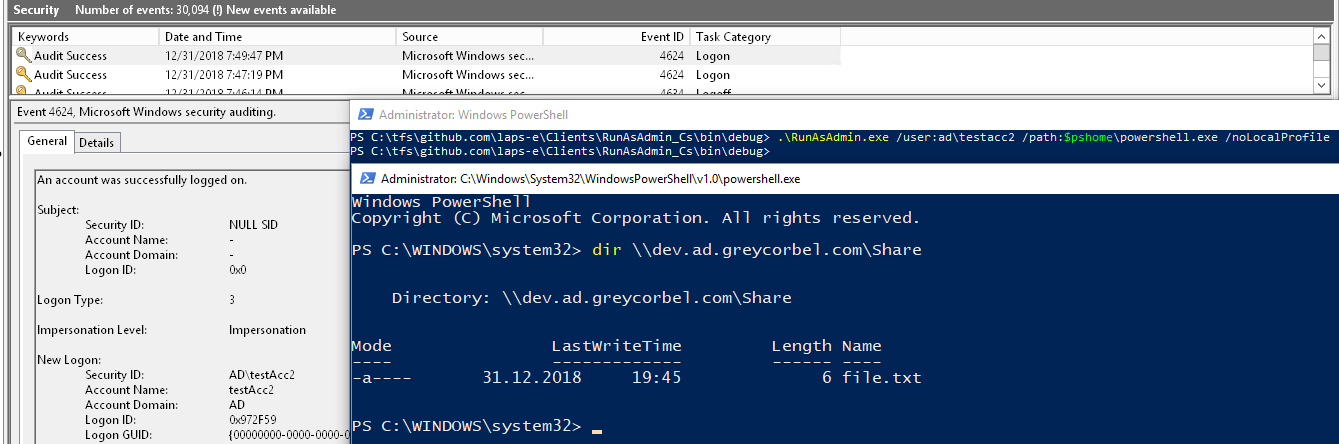 Security Number of events: 30,094 (!) New events available
Keywords Date and Time Source Event ID Task Category
Audit Success 12/31/2018 7:49:47 PM Microsoft Windows sec... 4624 Logon
Audit Success 12/31/2018 7:47:19 PM Microsoft Windows sec... 4624 Logon
Audit Success 12/31/2018 7:46:14 PM Microsoft Windows sec... 4634 Logoff
Event 4624, Microsoft Windows security auditing.
General Details
An account was successfully logged on.
Subject:
Security ID: NULL SID
Account Name: -
Account Domain: -
Logon ID: 0x0
Logon Type: 3
Impersonation Level: Impersonation
New Logon:
Security ID: AD\testAcc2
Account Name: testAcc2
Account Domain: AD
Logon ID: 0x972F59
Logon GUID: {00000000-0000-0000-0
Administrator: Windows PowerShell
PS C:\tfs\github.com\laps-e\Clients\RunAsAdmin_Cs\bin\debug> .\RunAsAdmin.exe /user:ad\testacc2 /path:$pshome\powershell.exe /noLocalProfile
PS C:\tfs\github.com\laps-e\Clients\RunAsAdmin_Cs\bin\debug>
Administrator: C:\Windows\System32\WindowsPowerShell\v1.0\powershell.exe
Windows PowerShell
Copyright (C) Microsoft Corporation. All rights reserved.
PS C:\WINDOWS\system32> dir \\dev.ad.greycorbel.com\Share
Directory: \\dev.ad.greycorbel.com\Share
Mode LastWriteTime Length Name
---- ------------- ------ ----
-a---- 31.12.2018 19:45 6 file.txt
PS C:\WINDOWS\system32> _